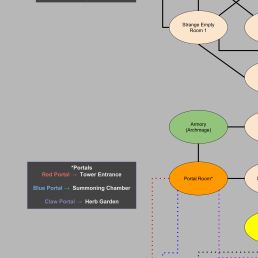 Strange Empty
Room 1
Armory
(Archmage)
*Portals
Red Portal → Tower Entrance
Blue Portal → Summoning Chamber
Claw Portal → Herb Garden
Portal Room*